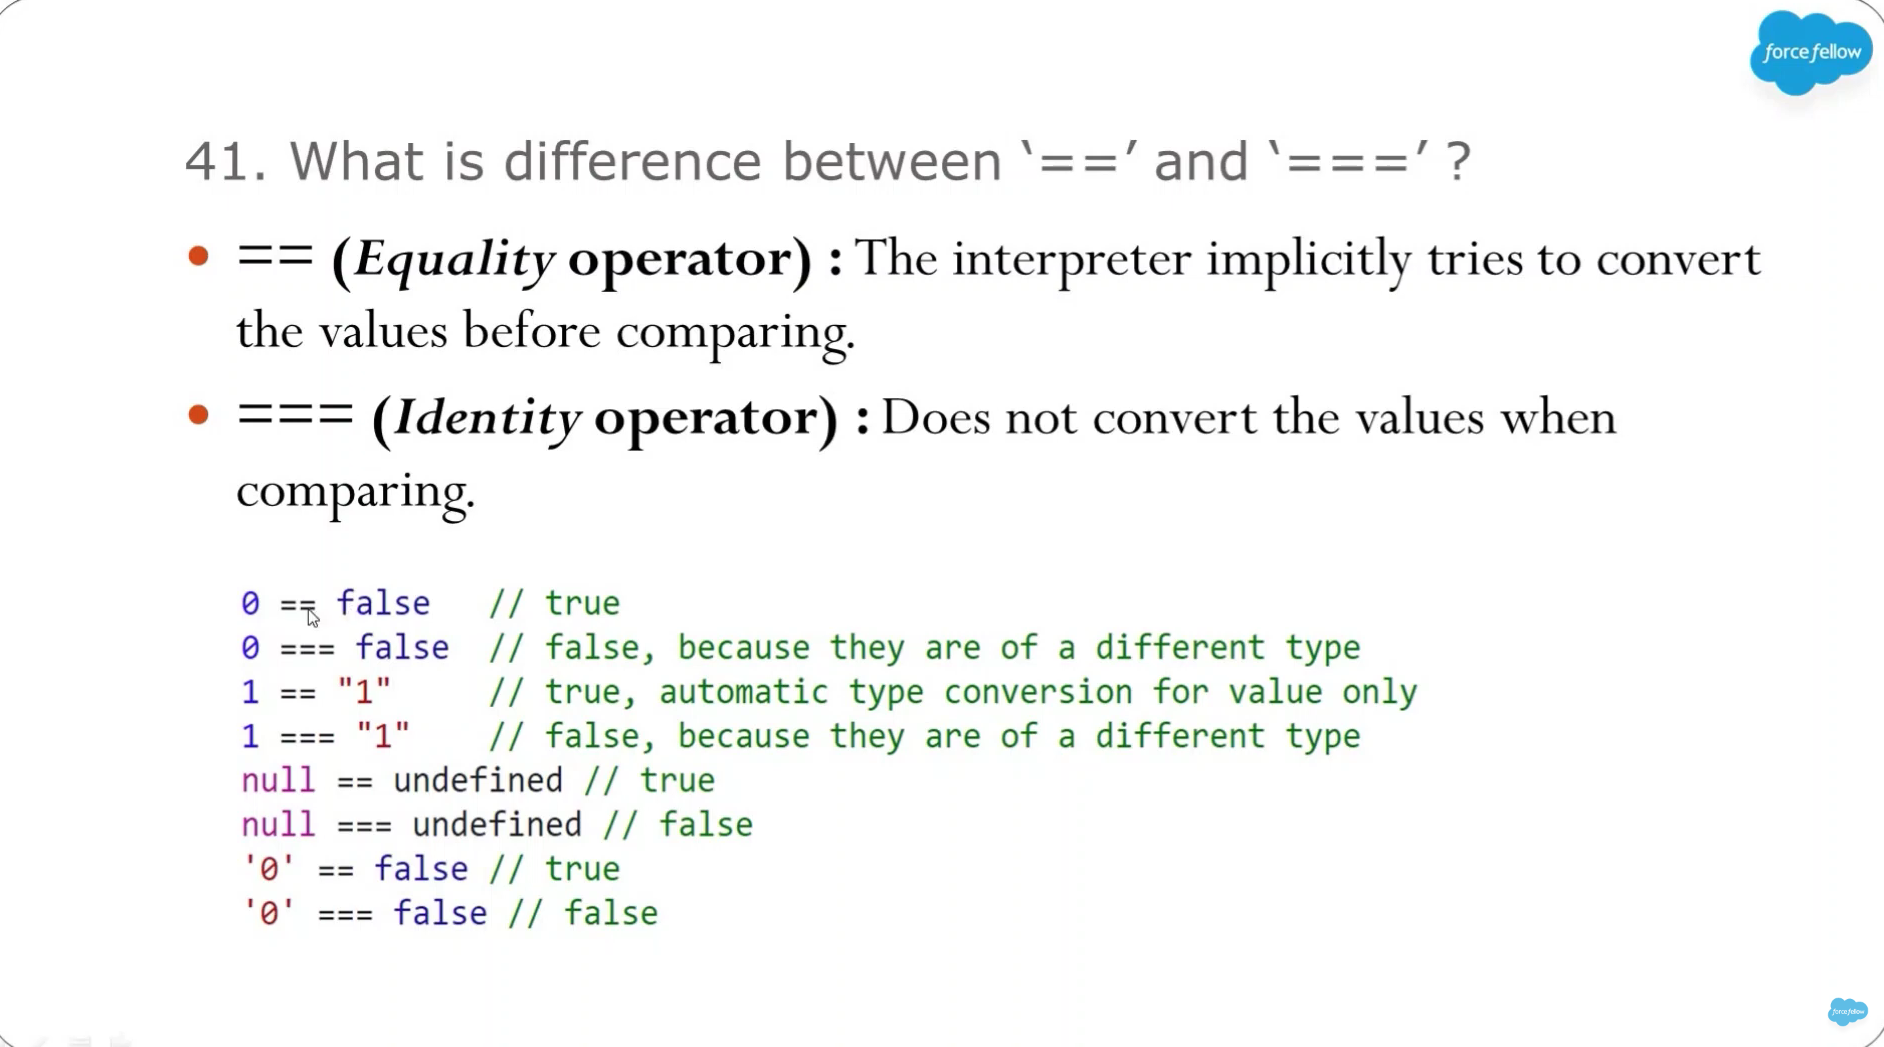 force fellow
41. What is difference between ‘==’ and ‘===’ ?
• == (Equality operator) : The interpreter implicitly tries to convert
the values before comparing.
• === (Identity operator) : Does not convert the values when
comparing.
0 == false // true
0 === false // false, because they are of a different type
1 == "1" // true, automatic type conversion for value only
1 === "1" // false, because they are of a different type
null == undefined // true
null === undefined // false
'0' == false // true
'0' === false // false
force fellow